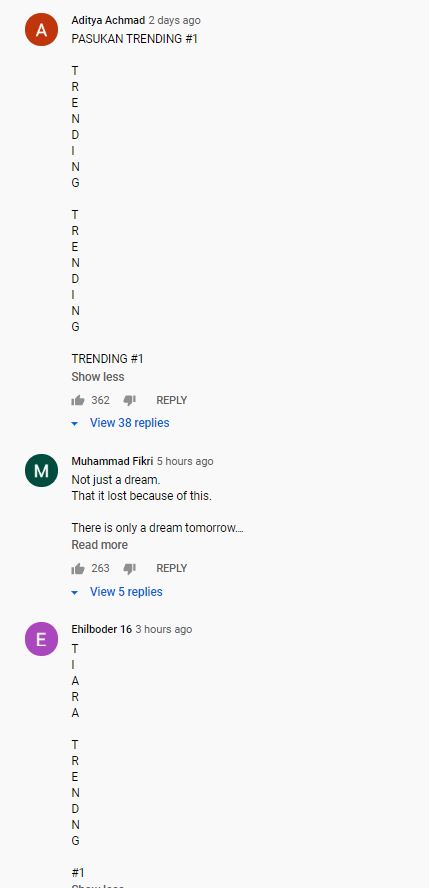 A
Aditya Achmad 2 days ago
PASUKAN TRENDING #1
T
R
E
N
D
I
N
G
T
R
E
N
D
I
N
G
TRENDING #1
Show less
362 REPLY
View 38 replies
M
Muhammad Fikri 5 hours ago
Not just a dream.
That it lost because of this.
There is only a dream tomorrow...
Read more
263 REPLY
View 5 replies
E
Ehilboder 16 3 hours ago
T
I
A
R
A
T
R
E
N
D
N
G
#1
Show less